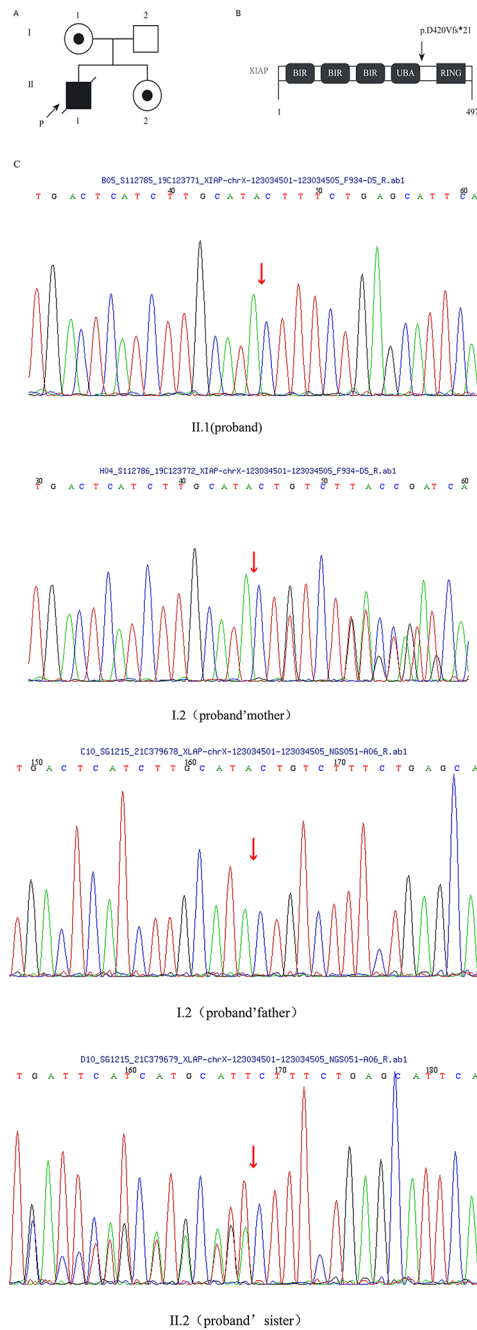 A
B
1
2
I
p.D420Vfs*21
XIAP
BIR
BIR
BIR
UBA
RING
II
P
1
2
1
497
C
B05_S112785_19C123771_XIAP-chrX-123034501-123034505_F934-D5_R.ab1
40
50
60
T G A C T C A T C T T G C A T A C T T T C T G A G C A T T C A
II.1(proband)
H04_S112786_19C123772_XIAP-chrX-123034501-123034505_F934-D5_R.ab1
30
40
50
60
T G A C T C A T C T T G C A T A C T G T C T T A C C G A T C A
I.2（proband'mother）
C10_SG1215_21C379678_XLAP-chrX-123034501-123034505_NGS051-A06_R.ab1
150
160
170
T G A C T C A T C T T G C A T A C T G T C T T T C T G A G C A
I.2（proband'father）
D10_SG1215_21C379679_XLAP-chrX-123034501-123034505_NGS051-A06_R.ab1
160
170
180
T G A T T C A T C A T G C A T T C T T T C T G A G C A T T C A
II.2（proband’ sister）